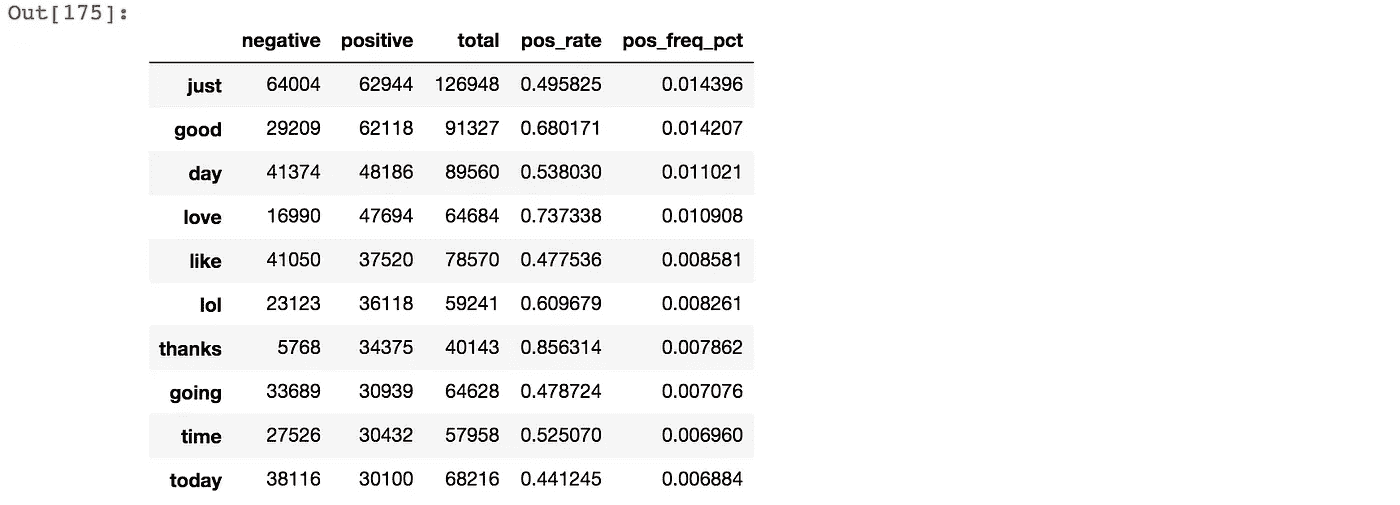 Out[175]:
negative positive total pos_rate pos_freq_pct
just 64004 62944 126948 0.495825 0.014396
good 29209 62118 91327 0.680171 0.014207
day 41374 48186 89560 0.538030 0.011021
love 16990 47694 64684 0.737338 0.010908
like 41050 37520 78570 0.477536 0.008581
lol 23123 36118 59241 0.609679 0.008261
thanks 5768 34375 40143 0.856314 0.007862
going 33689 30939 64628 0.478724 0.007076
time 27526 30432 57958 0.525070 0.006960
today 38116 30100 68216 0.441245 0.006884